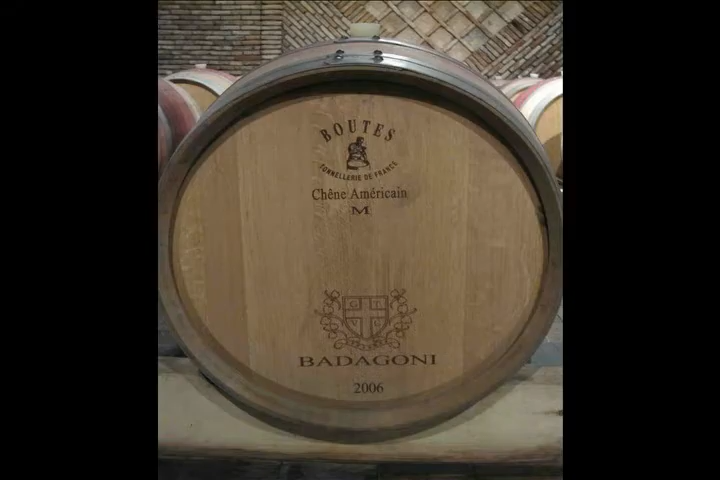 BOUTES
TONNELLERIE DE FRANCE
Chêne Américain
M
BADAGONI
2006